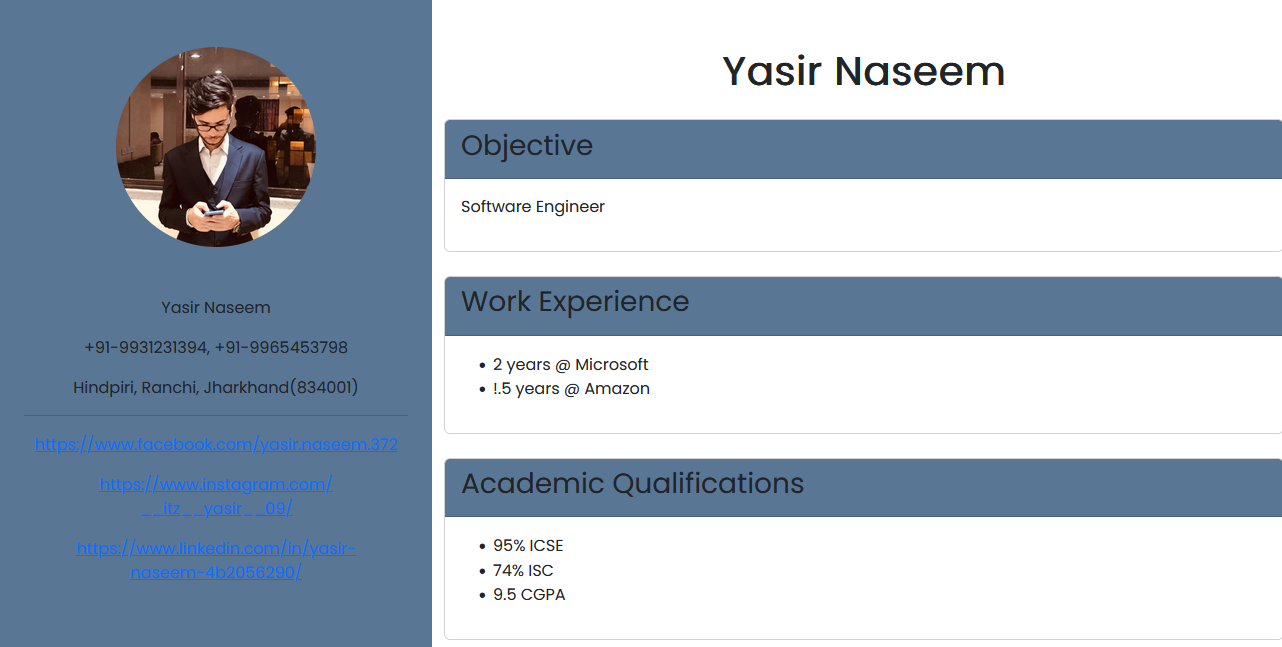 Yasir Naseem
+91-9931231394, +91-9965453798
Hindpiri, Ranchi, Jharkhand(834001)
https://www.facebook.com/yasir.naseem.372
https://www.instagram.com/
__itz__yasir__09/
https://www.linkedin.com/in/yasir-
naseem-4b2056290/
Yasir Naseem
Objective
Software Engineer
Work Experience
• 2 years @ Microsoft
• !.5 years @ Amazon
Academic Qualifications
• 95% ICSE
• 74% ISC
• 9.5 CGPA